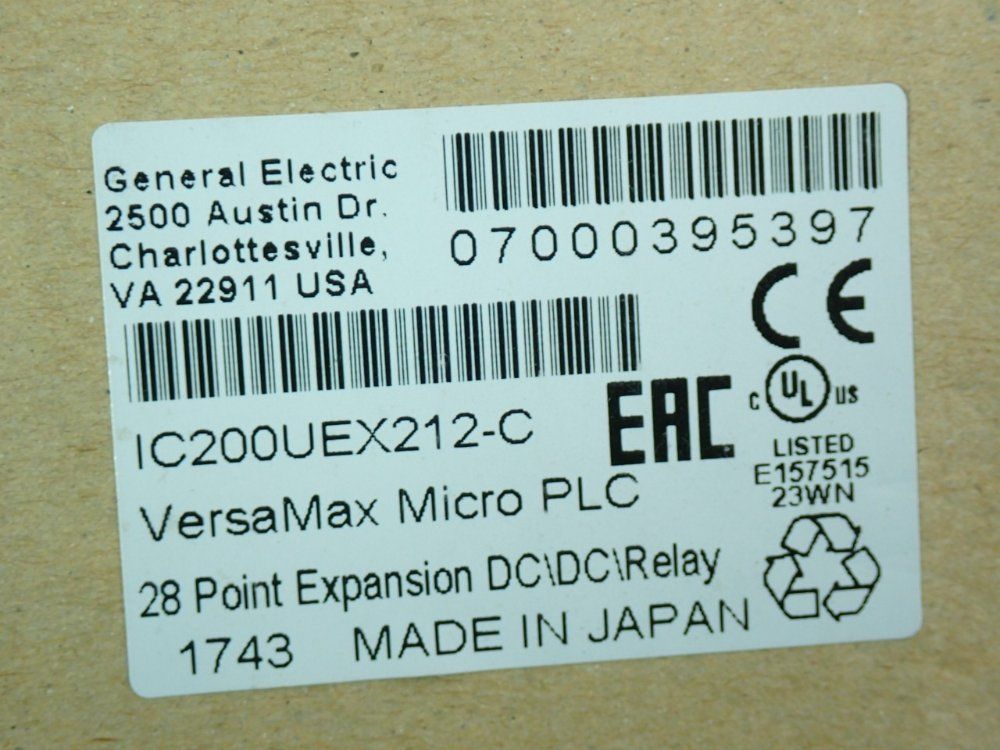 General Electric
2500 Austin Dr.
Charlottesville,
VA 22911 USA
07000395397
CE
IC200UEX212-C
EAC
C UL US
LISTED
E157515
23WN
VersaMax Micro PLC
28 Point Expansion DC\DC\Relay
1743 MADE IN JAPAN